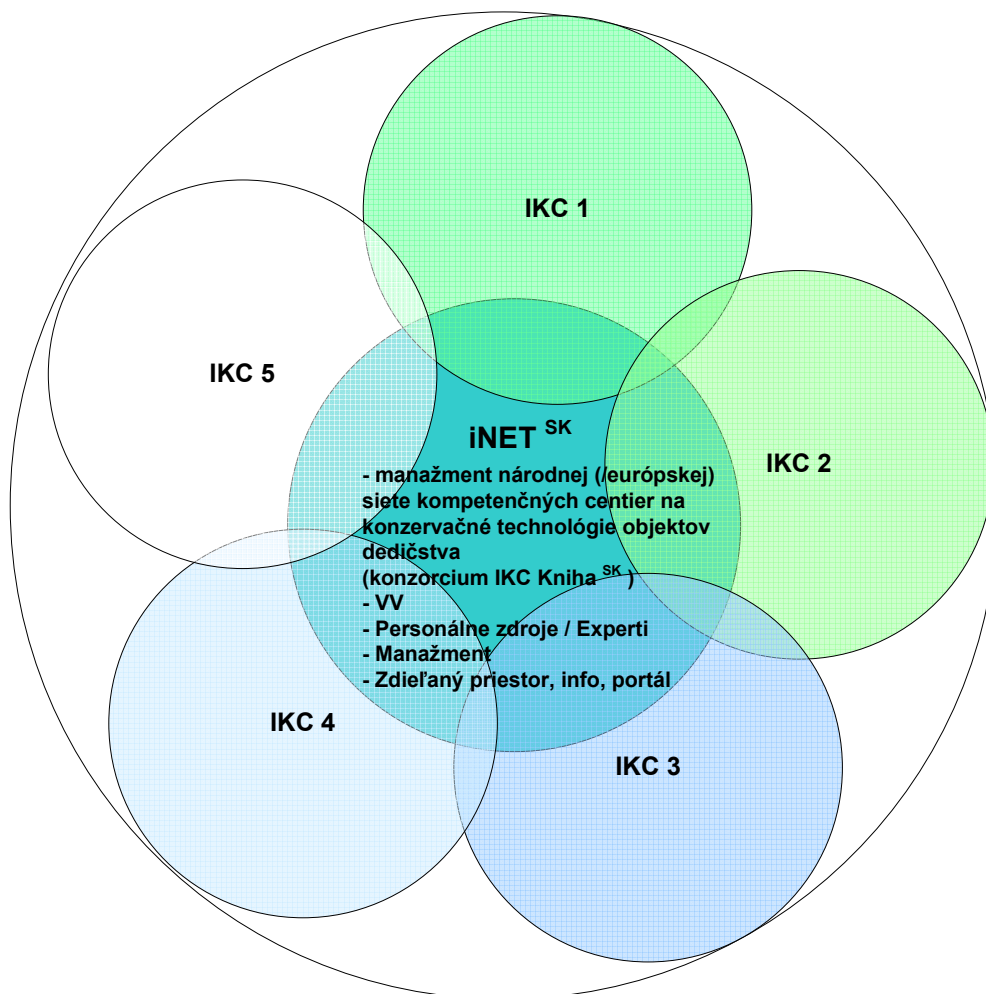 IKC 1
IKC 5
IKC 2
iNET SK
- manažment národnej (/európskej)
siete kompetenčných centier na
konzervačné technológie objektov
dedičstva
(konzorcium IKC Kniha SK )
- VV
- Personálne zdroje / Experti
- Manažment
- Zdieľaný priestor, info, portál
IKC 4
IKC 3